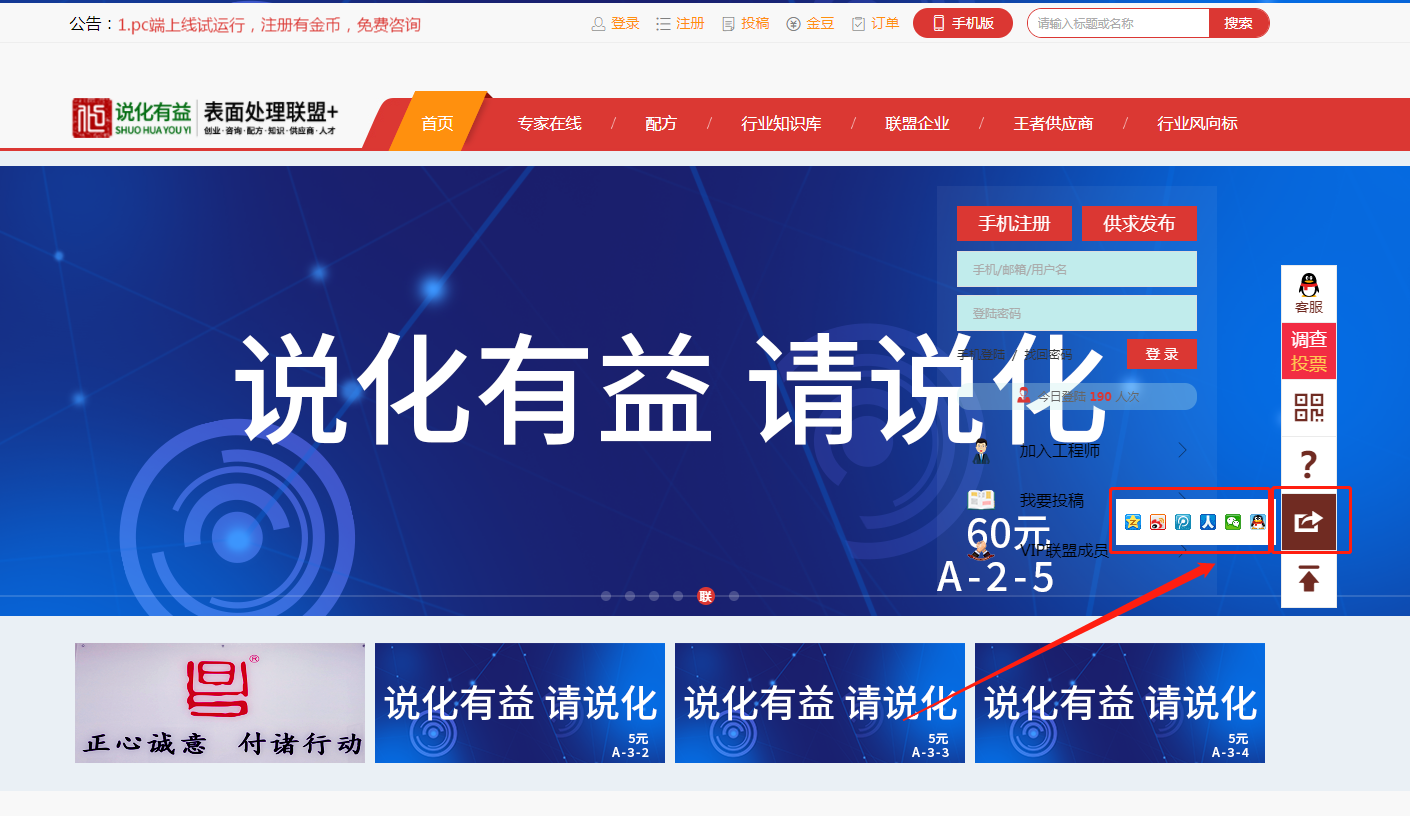 公告：1.pc端上线试运行，注册有金币，免费咨询
登录
注册
投稿
金豆
订单
手机版
请输入标题或名称
搜索
说化有益
SHUO HUA YOU YI
表面处理联盟+
创业·咨询·配方·知识·供应商·人才
首页
专家在线 / 配方 / 行业知识库 / 联盟企业 / 王者供应商 / 行业风向标
手机注册
供求发布
手机/邮箱/用户名
登陆密码
手机登陆 / 找回密码
登 录
今日登陆 190 人次
说化有益 请说化
加入工程师
我要投稿
60元
VIP联盟成员
A-2-5
联
客服
调查
投票
?
正心诚意 付诸行动
说化有益 请说化
5元
A-3-2
说化有益 请说化
5元
A-3-3
说化有益 请说化
5元
A-3-4